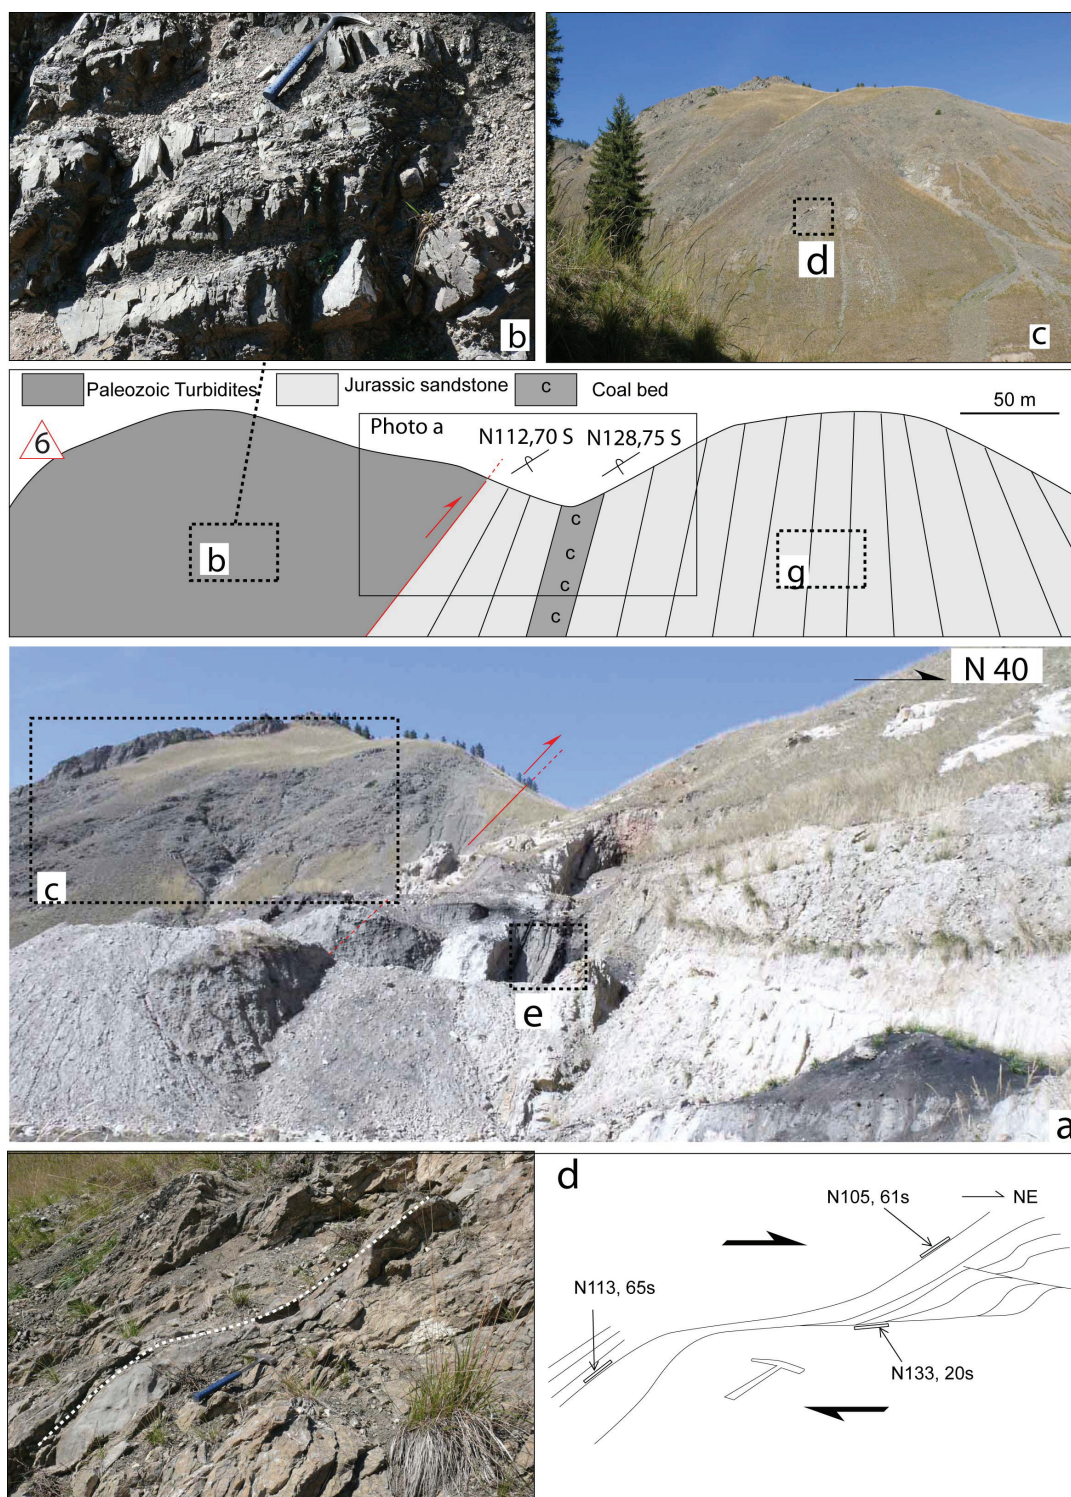 b
c
d
Paleozoic Turbidites
Jurassic sandstone
c
Coal bed
50 m
6
Photo a
N112,70 S
N128,75 S
b
c
c
c
c
g
N 40
c
e
a
d
N105, 61s
NE
N113, 65s
N133, 20s